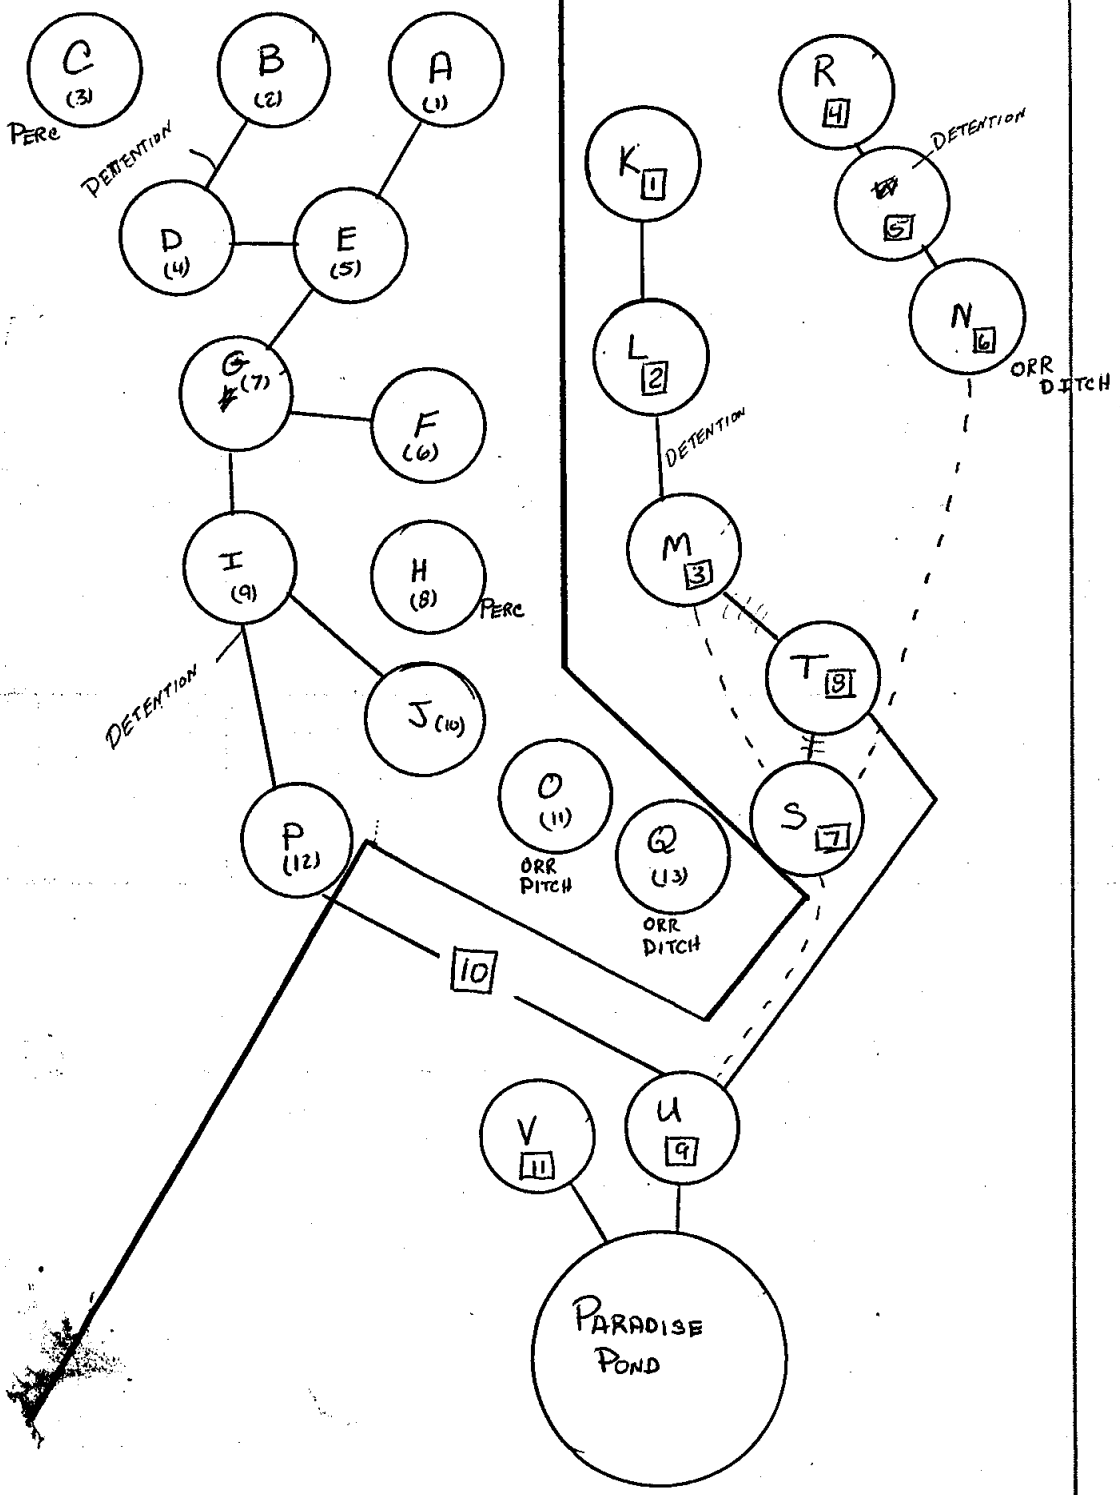 C
(3)
PERC
B
(2)
A
(1)
DETENTION
D
(4)
E
(5)
G
(7)
F
(6)
I
(9)
H
(8)
PERC
DETENTION
J (10)
P
(12)
O
(11)
ORR
DITCH
Q
(13)
ORR
DITCH
K
1
L
2
DETENTION
M
3
R
4
DETENTION
5
N
6
ORR
DITCH
T
8
S
7
10
U
9
V
11
PARADISE
POND